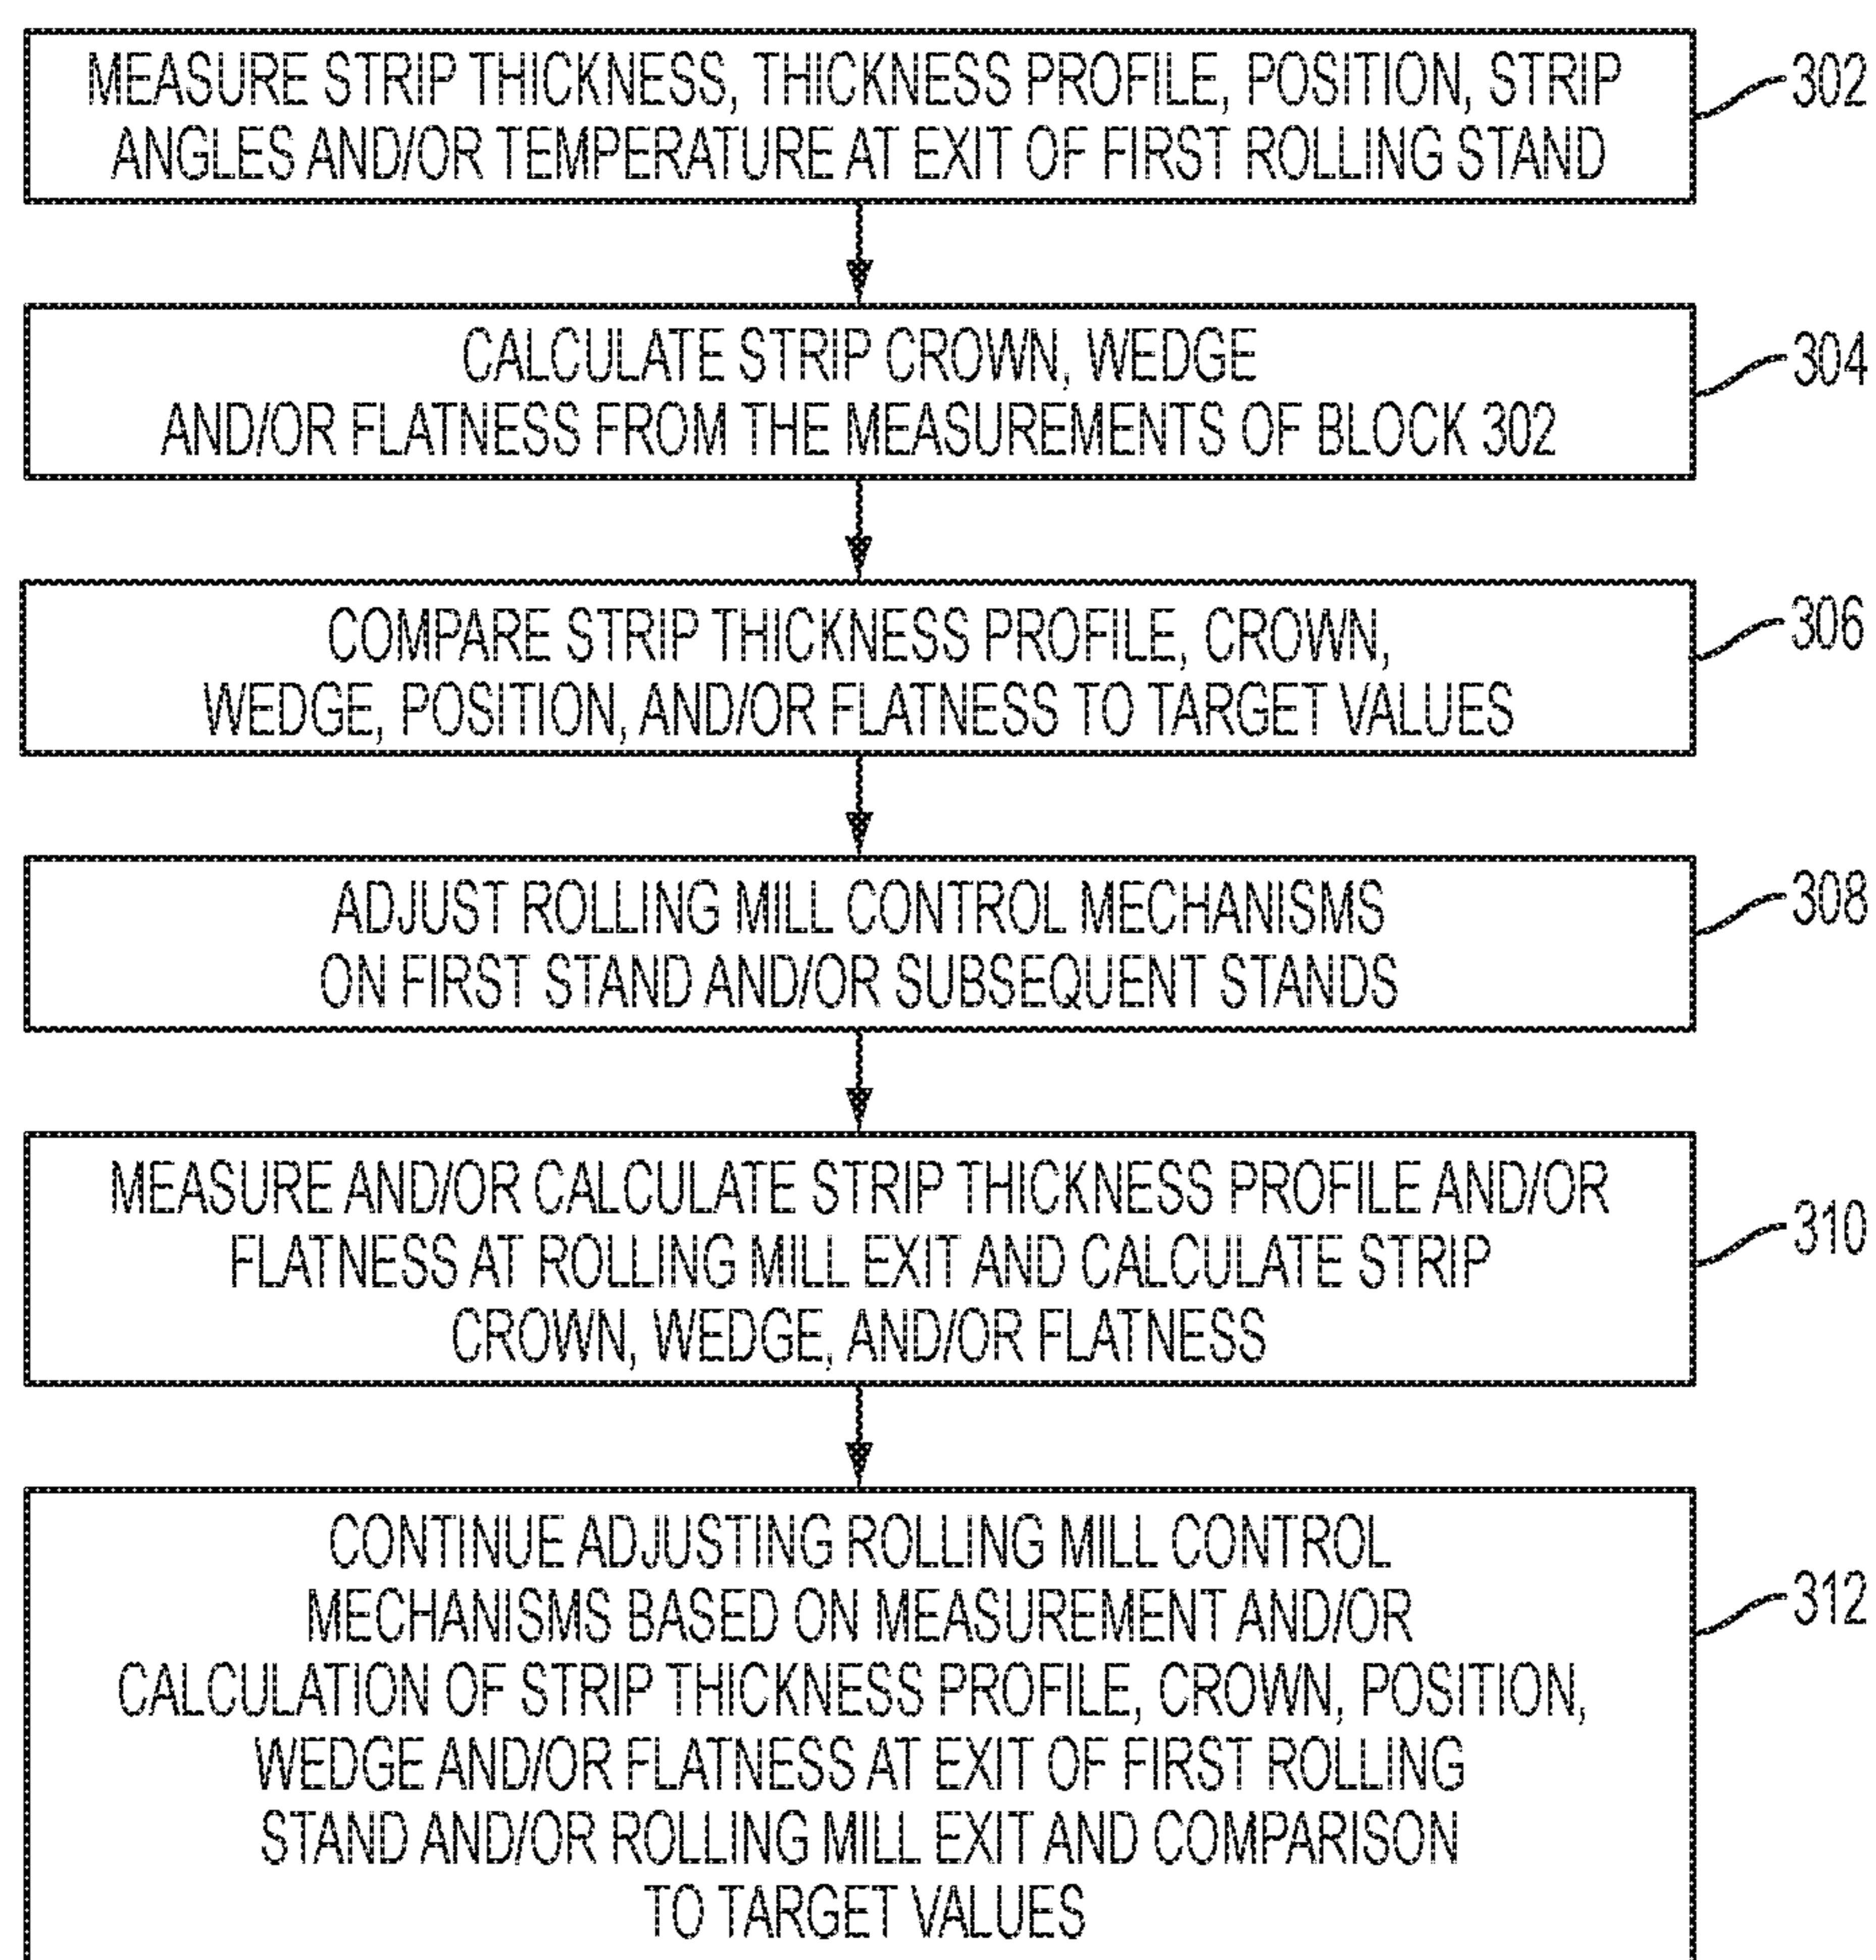 MEASURE STRIP THICKNESS, THICKNESS PROFILE, POSITION, STRIP
ANGLES AND/OR TEMPERATURE AT EXIT OF FIRST ROLLING STAND
302
CALCULATE STRIP CROWN, WEDGE
AND/OR FLATNESS FROM THE MEASUREMENTS OF BLOCK 302
304
COMPARE STRIP THICKNESS PROFILE, CROWN,
WEDGE, POSITION, AND/OR FLATNESS TO TARGET VALUES
306
ADJUST ROLLING MILL CONTROL MECHANISMS
ON FIRST STAND AND/OR SUBSEQUENT STANDS
308
MEASURE AND/OR CALCULATE STRIP THICKNESS PROFILE AND/OR
FLATNESS AT ROLLING MILL EXIT AND CALCULATE STRIP
CROWN, WEDGE, AND/OR FLATNESS
310
CONTINUE ADJUSTING ROLLING MILL CONTROL
MECHANISMS BASED ON MEASUREMENT AND/OR
CALCULATION OF STRIP THICKNESS PROFILE, CROWN, POSITION,
WEDGE AND/OR FLATNESS AT EXIT OF FIRST ROLLING
STAND AND/OR ROLLING MILL EXIT AND COMPARISON
TO TARGET VALUES
312